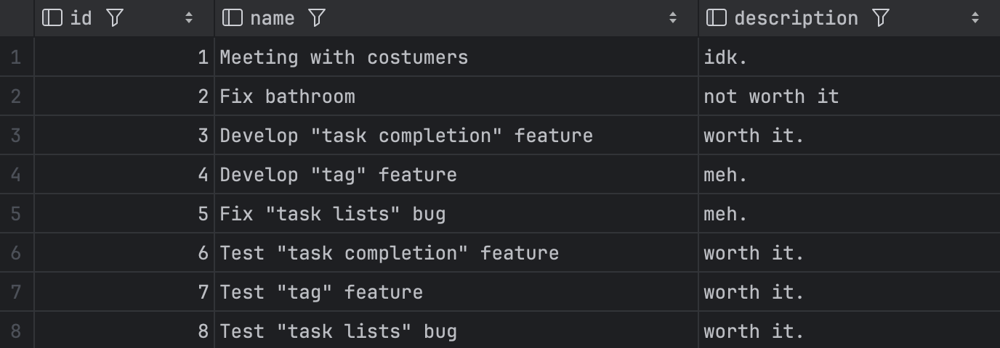 id name description
1 1 Meeting with costumers idk.
2 2 Fix bathroom not worth it
3 3 Develop "task completion" feature worth it.
4 4 Develop "tag" feature meh.
5 5 Fix "task lists" bug meh.
6 6 Test "task completion" feature worth it.
7 7 Test "tag" feature worth it.
8 8 Test "task lists" bug worth it.